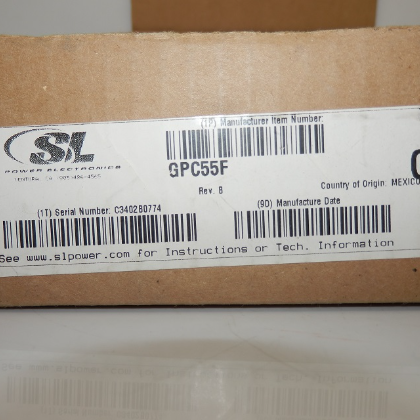 (1P) Manufacturer Item Number:
SL
POWER ELECTRONICS
GPC55F
Rev. B
Country of Origin: MEXICO
(1T) Serial Number: C340280774
(9D) Manufacture Date
See www.slpower.com for Instructions or Tech. Information